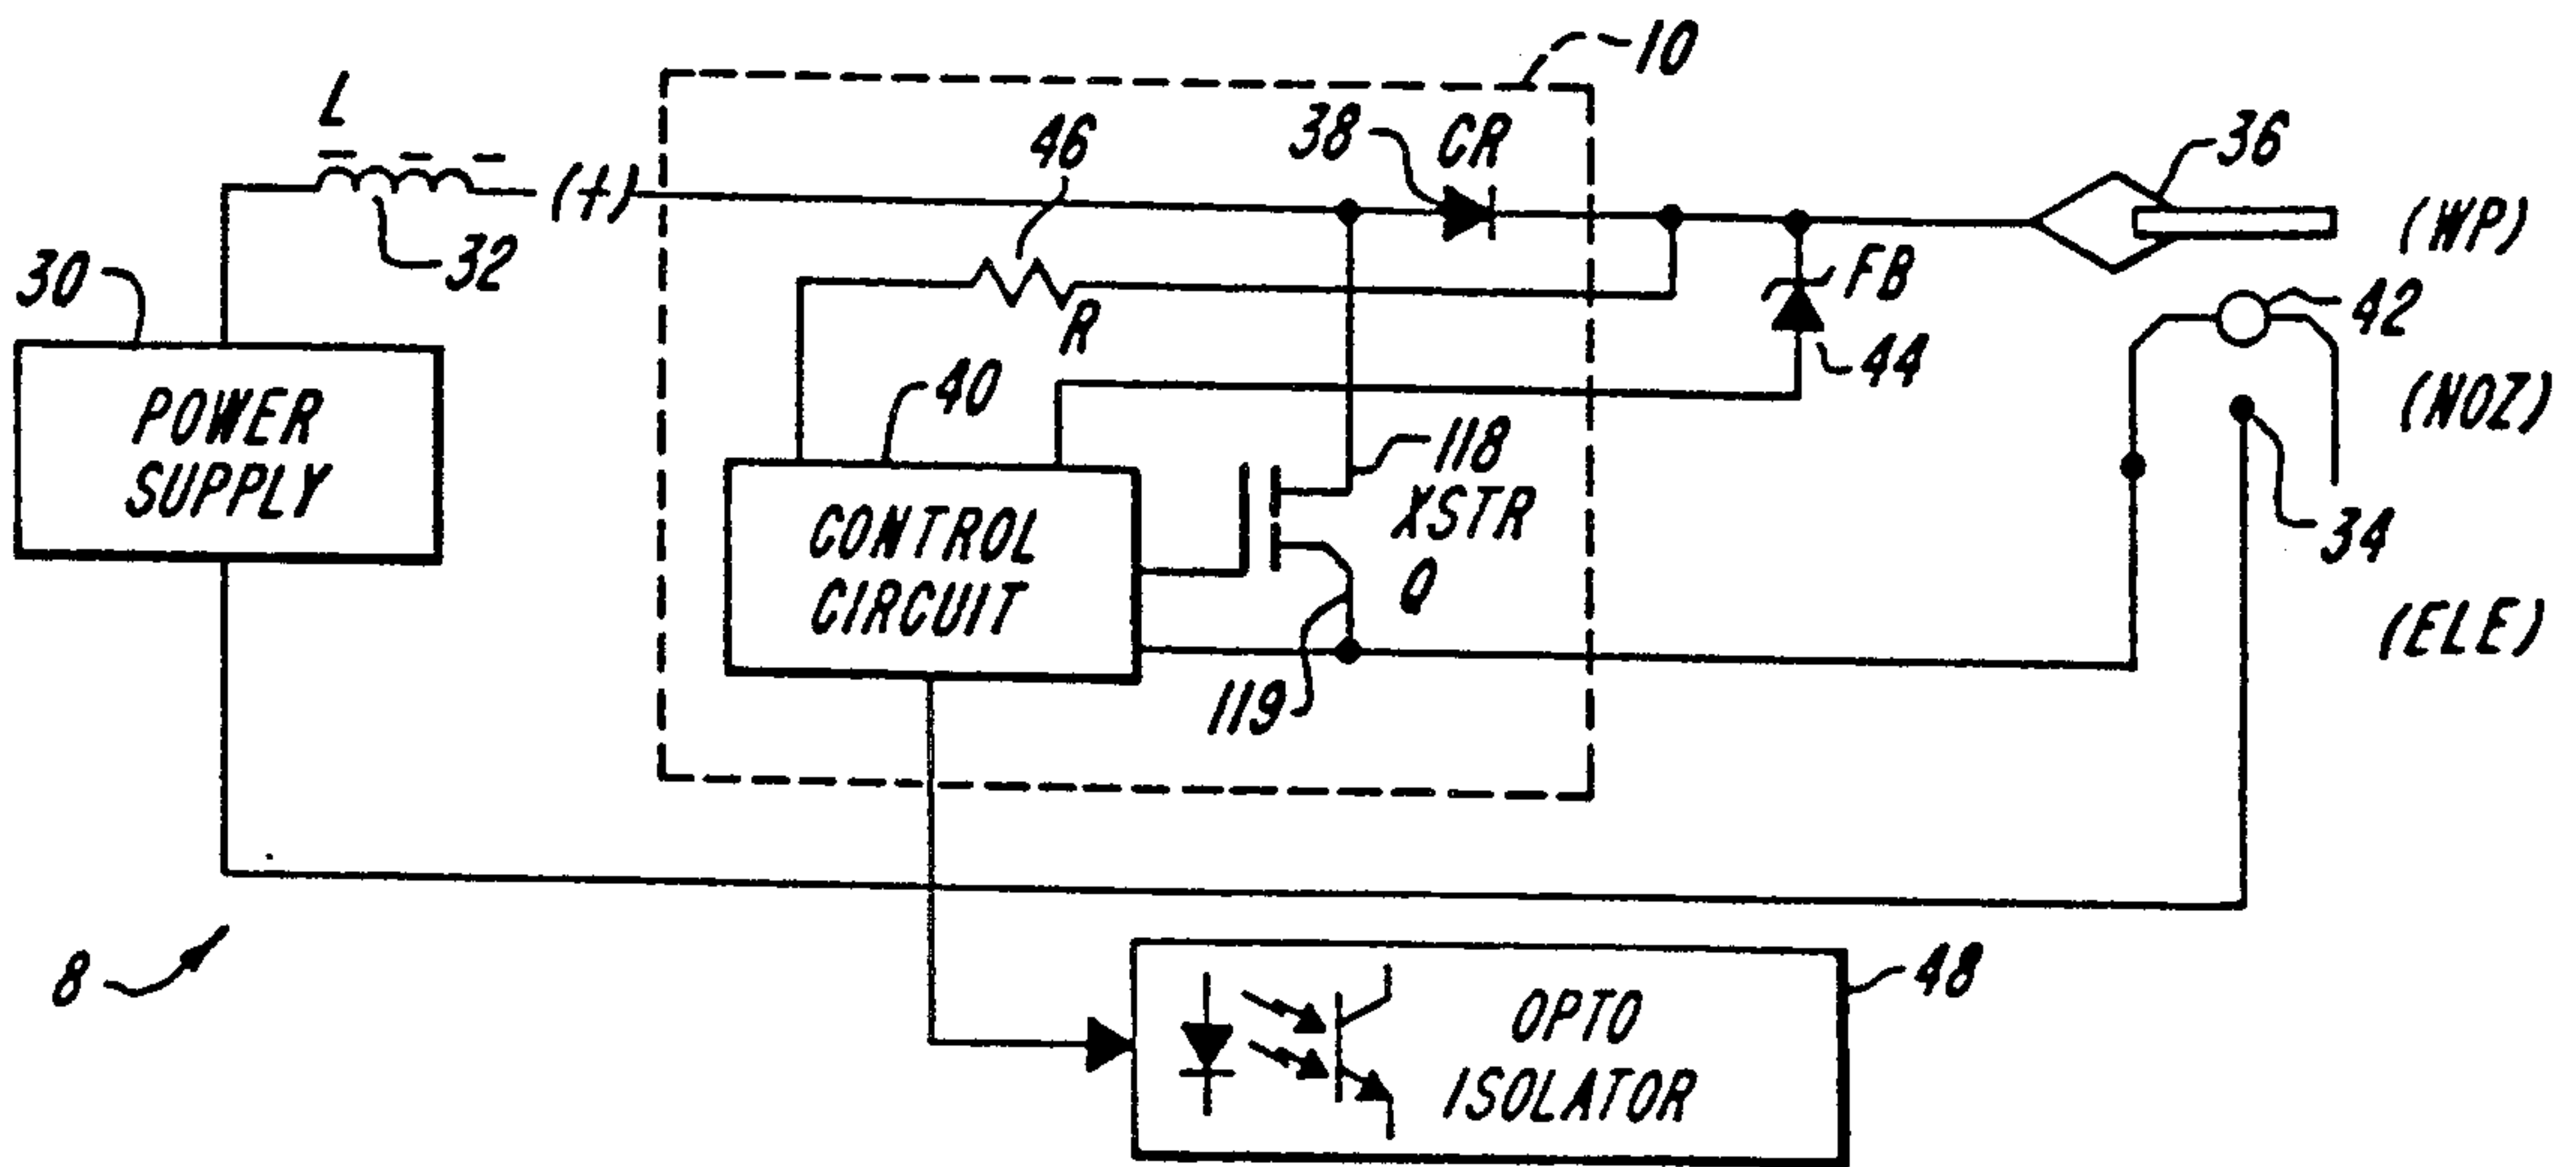 10
L
46
38
CR
36
(+)
(WP)
30
32
FB
42
R
44
POWER
SUPPLY
40
(NOZ)
118
XSTR
Q
34
CONTROL
CIRCUIT
(ELE)
119
8
48
OPTO
ISOLATOR